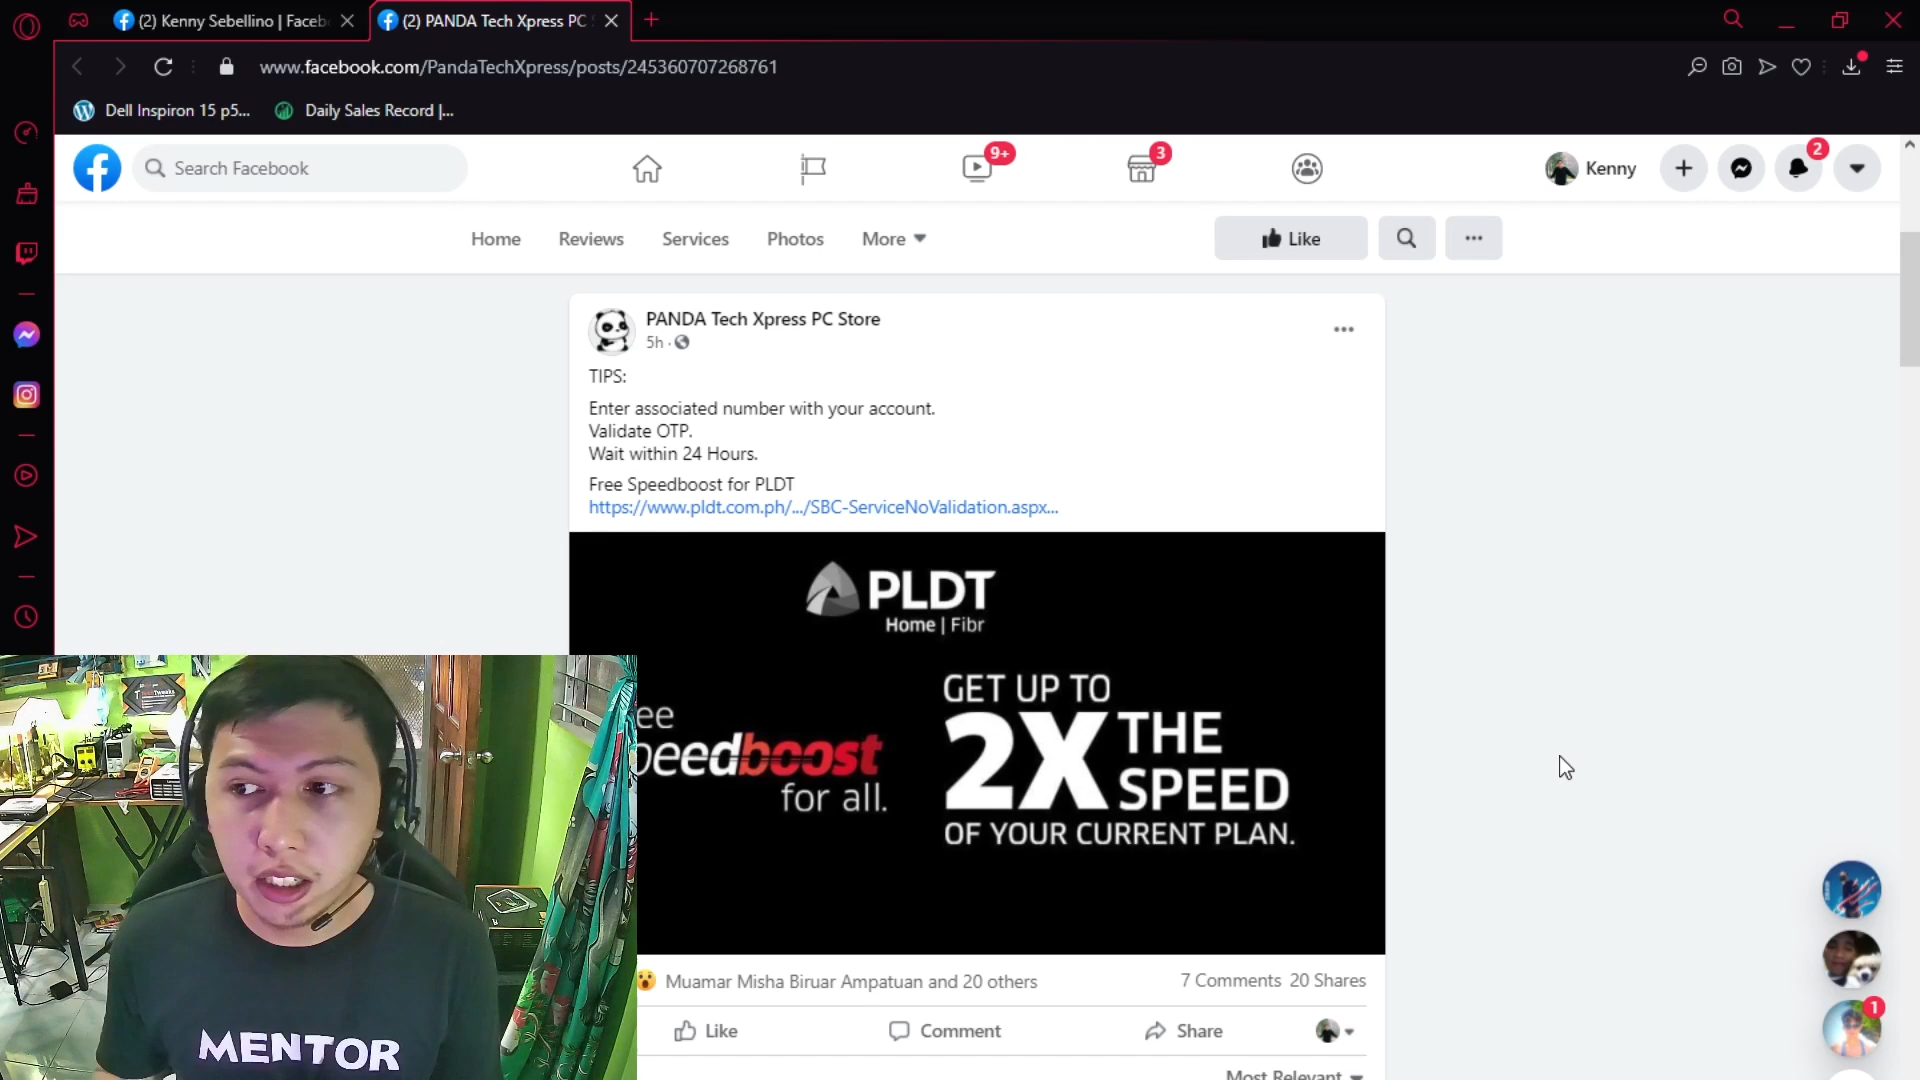 (2) Kenny Sebellino | Faceb
(2) PANDA Tech Xpress PC
www.facebook.com/PandaTechXpress/posts/245360707268761
Dell Inspiron 15 p5...
Daily Sales Record |...
Search Facebook
9+
3
Kenny
2
Home
Reviews
Services
Photos
More
Like
PANDA Tech Xpress PC Store
5h ·
TIPS:
Enter associated number with your account.
Validate OTP.
Wait within 24 Hours.
Free Speedboost for PLDT
https://www.pldt.com.ph/.../SBC-ServiceNoValidation.aspx...
PLDT
Home | Fibr
ee
peedboost
for all.
GET UP TO
2X THE
SPEED
OF YOUR CURRENT PLAN.
Muamar Misha Biruar Ampatuan and 20 others
7 Comments 20 Shares
Like
Comment
Share
1
Most Relevant
MENTOR